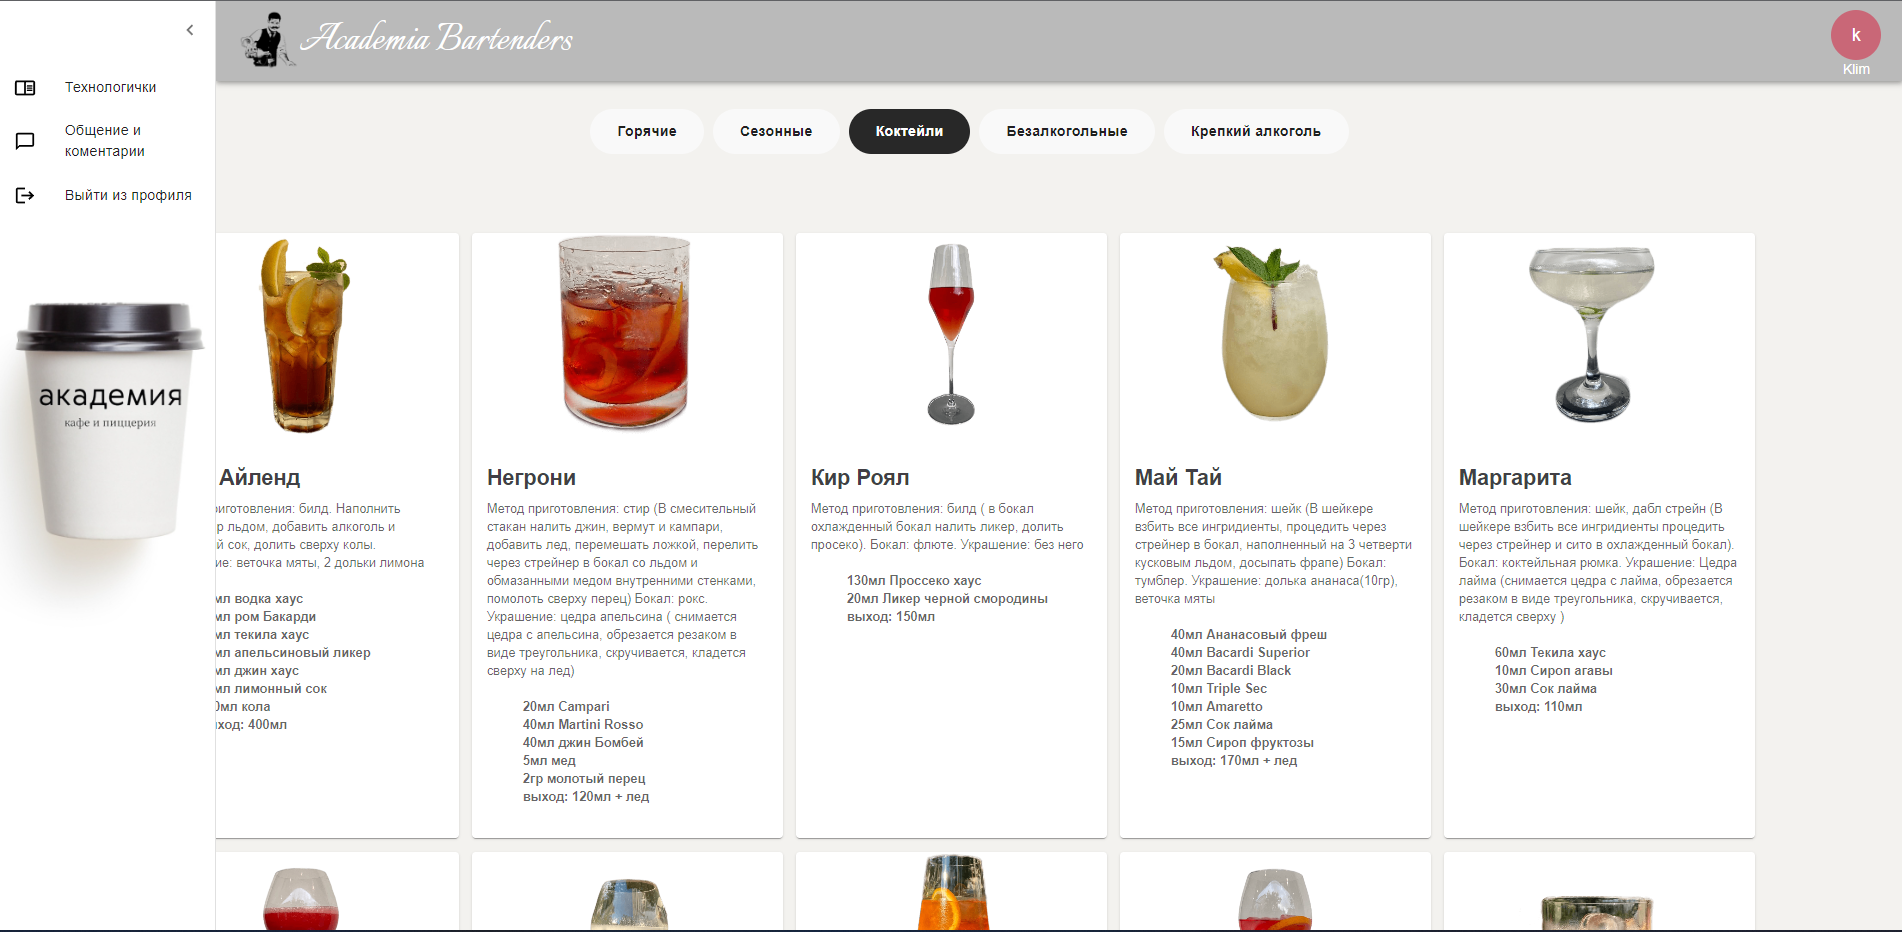 Academia Bartenders
k
Klim
Технологички
Общение и
коментарии
Выйти из профиля
академия
кафе и пиццерия
Горячие
Сезонные
Коктейли
Безалкогольные
Крепкий алкоголь
Айленд
иготовления: билд. Наполнить
р льдом, добавить алкоголь и
й сок, долить сверху колы.
ие: веточка мяты, 2 дольки лимона
мл водка хаус
мл ром Бакарди
мл текила хаус
мл апельсиновый ликер
мл джин хаус
мл лимонный сок
0мл кола
ход: 400мл
Негрони
Метод приготовления: стир (В смесительный
стакан налить джин, вермут и кампари,
добавить лед, перемешать ложкой, перелить
через стрейнер в бокал со льдом и
обмазанными медом внутренними стенками,
помолоть сверху перец) Бокал: рокс.
Украшение: цедра апельсина ( снимается
цедра с апельсина, обрезается резаком в
виде треугольника, скручивается, кладется
сверху на лед)
20мл Campari
40мл Martini Rosso
40мл джин Бомбей
5мл мед
2гр молотый перец
выход: 120мл + лед
Кир Роял
Метод приготовления: билд ( в бокал
охлажденный бокал налить ликер, долить
просеко). Бокал: флюте. Украшение: без него
130мл Проссеко хаус
20мл Ликер черной смородины
выход: 150мл
Май Тай
Метод приготовления: шейк (В шейкере
взбить все ингридиенты, процедить через
стрейнер в бокал, наполненный на 3 четверти
кусковым льдом, досыпать фрапе) Бокал:
тумблер. Украшение: долька ананаса(10гр),
веточка мяты
40мл Ананасовый фреш
40мл Bacardi Superior
20мл Bacardi Black
10мл Triple Sec
10мл Amaretto
25мл Сок лайма
15мл Сироп фруктозы
выход: 170мл + лед
Маргарита
Метод приготовления: шейк, дабл стрейн (В
шейкере взбить все ингридиенты процедить
через стрейнер и сито в охлажденный бокал).
Бокал: коктейльная рюмка. Украшение: Цедра
лайма (снимается цедра с лайма, обрезается
резаком в виде треугольника, скручивается,
кладется сверху )
60мл Текила хаус
10мл Сироп агавы
30мл Сок лайма
выход: 110мл